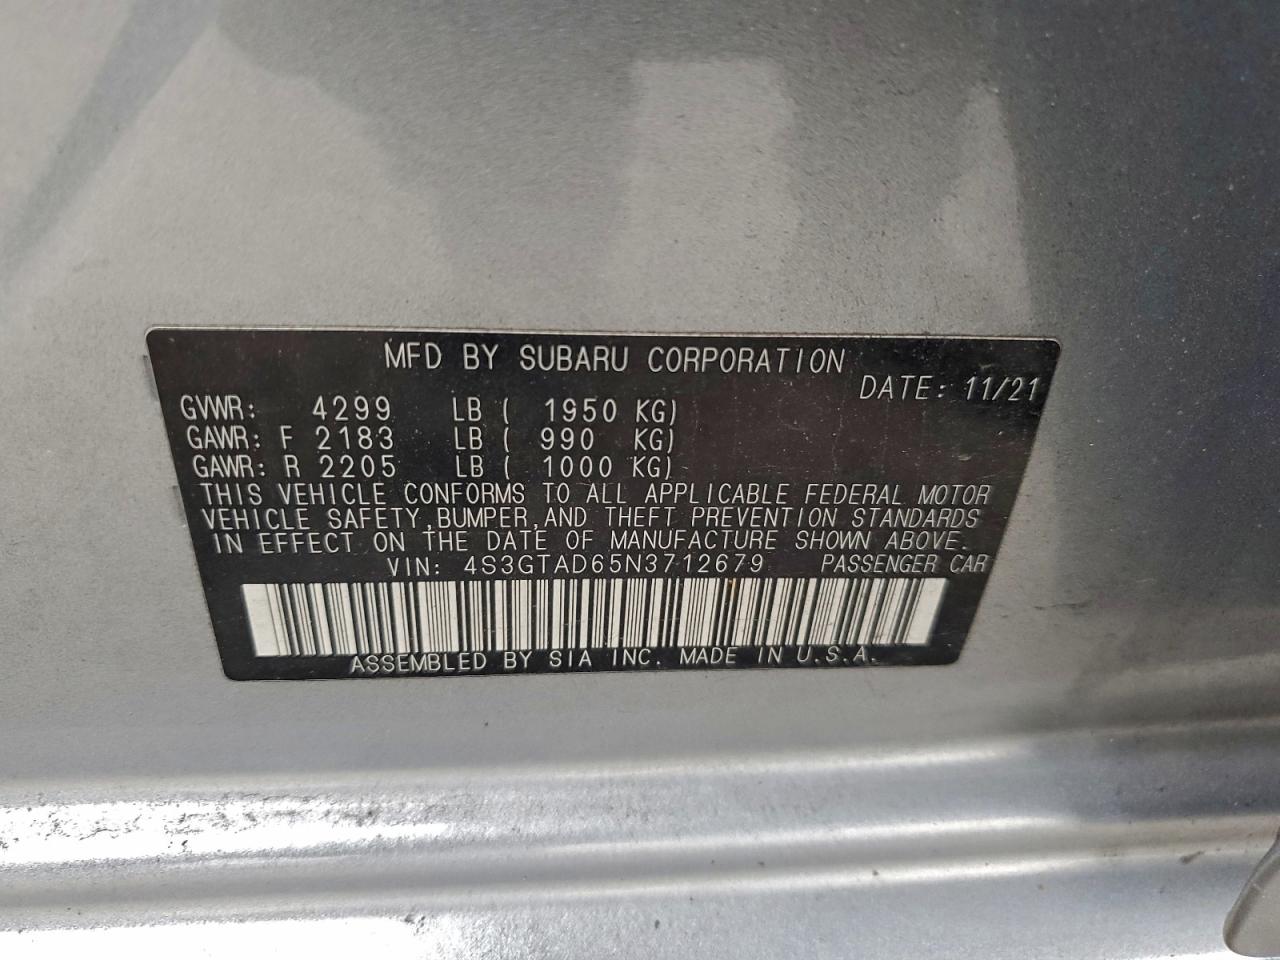 MFD BY SUBARU CORPORATION
DATE: 11/21
GVWR: 4299 LB ( 1950 KG)
GAWR: F 2183 LB ( 990 KG)
GAWR: R 2205 LB ( 1000 KG)
THIS VEHICLE CONFORMS TO ALL APPLICABLE FEDERAL MOTOR
VEHICLE SAFETY,BUMPER,AND THEFT PREVENTION STANDARDS
IN EFFECT ON THE DATE OF MANUFACTURE SHOWN ABOVE.
VIN: 4S3GTAD65N3712679 PASSENGER CAR
ASSEMBLED BY SIA INC. MADE IN U.S.A.